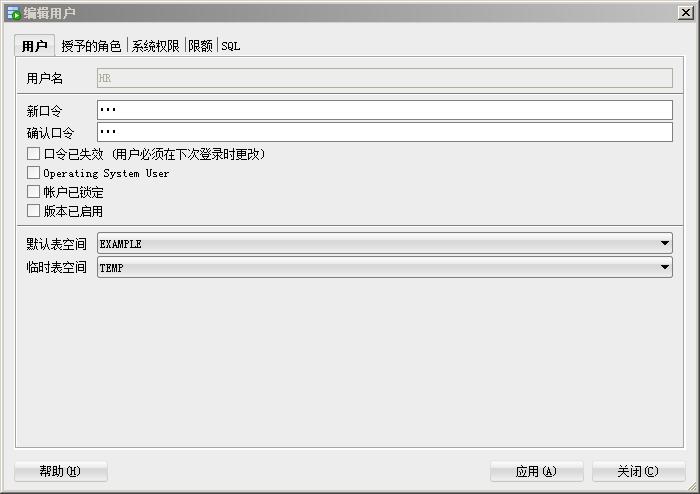 编辑用户
用户 授予的角色 系统权限 限额 SQL
用户名 HR
新口令 •••
确认口令 •••
口令已失效 (用户必须在下次登录时更改)
Operating System User
帐户已锁定
版本已启用
默认表空间 EXAMPLE
临时表空间 TEMP
帮助(H) 应用(A) 关闭(C)